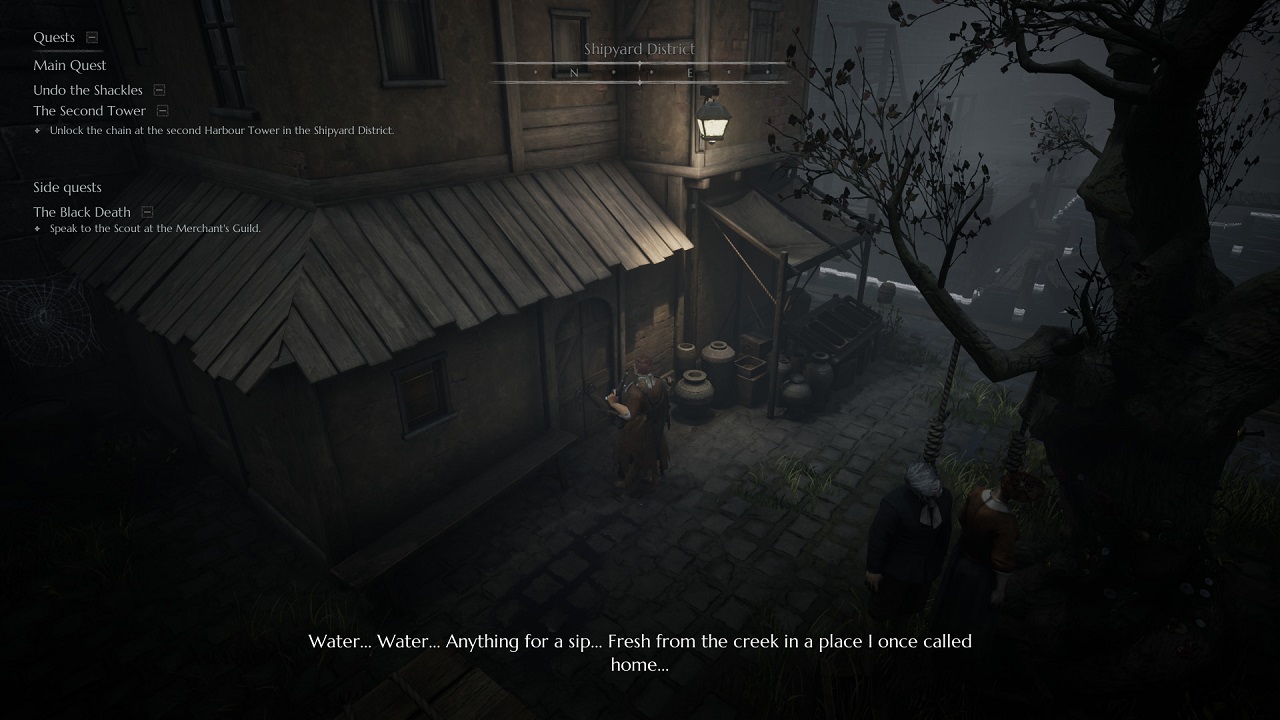 Quests
Main Quest
Undo the Shackles
The Second Tower
Unlock the chain at the second Harbour Tower in the Shipyard District.
Side quests
The Black Death
Speak to the Scout at the Merchant's Guild.
Shipyard District
N E
Water... Water... Anything for a sip... Fresh from the creek in a place I once called
home...